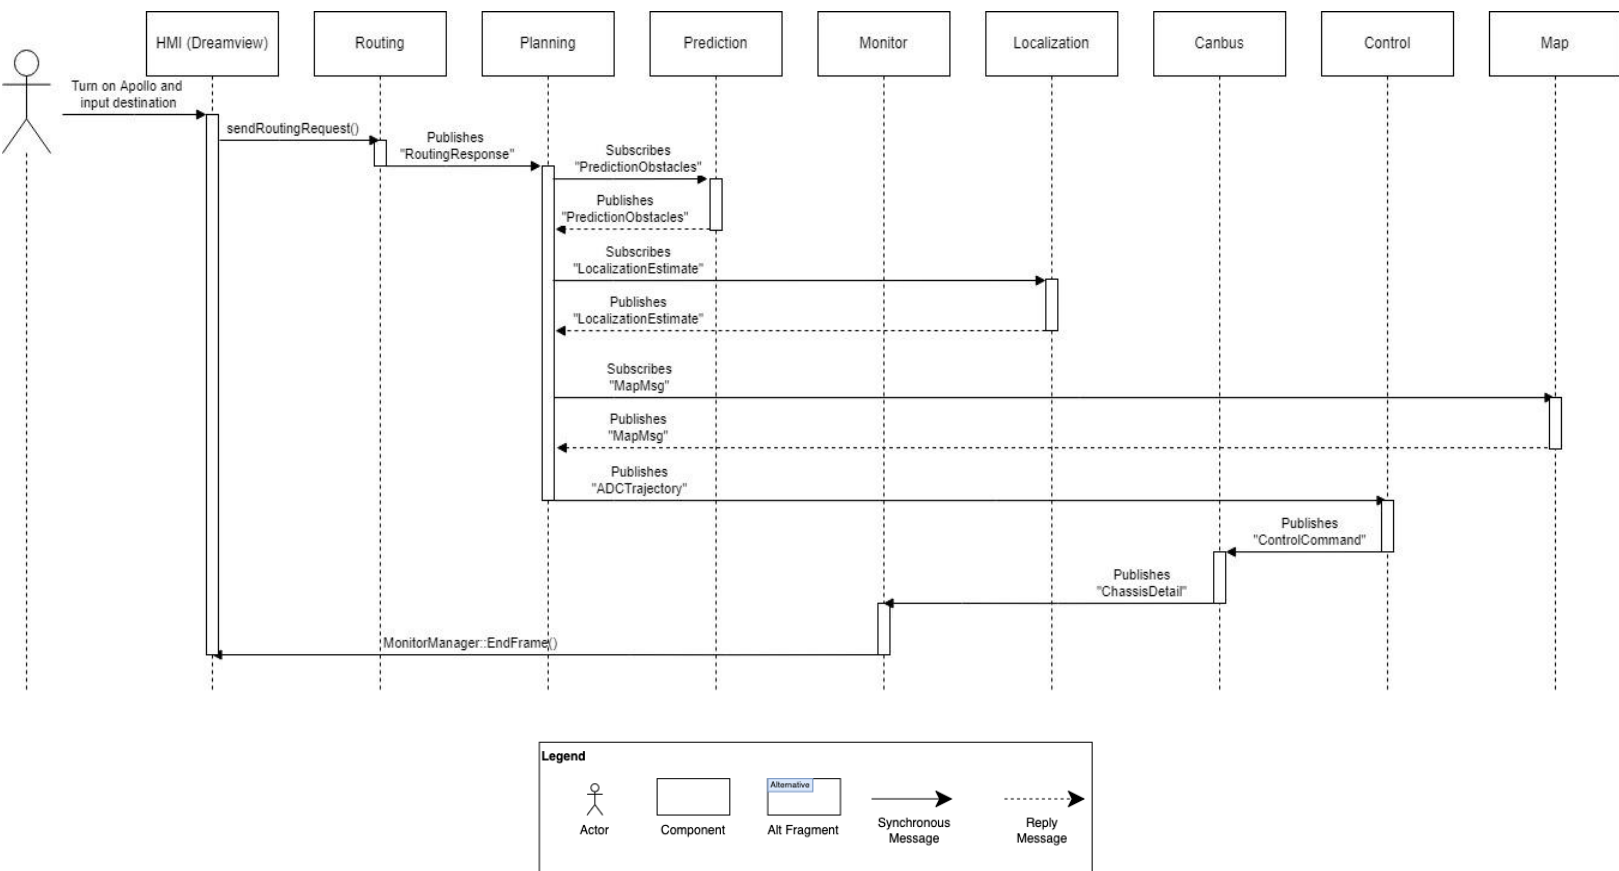 HMI (Dreamview)
Routing
Planning
Prediction
Monitor
Localization
Canbus
Control
Map
Turn on Apollo and
input destination
sendRoutingRequest()
Publishes
"RoutingResponse"
Subscribes
"PredictionObstacles"
Publishes
"PredictionObstacles"
Subscribes
"LocalizationEstimate"
Publishes
"LocalizationEstimate"
Subscribes
"MapMsg"
Publishes
"MapMsg"
Publishes
"ADCTrajectory"
Publishes
"ControlCommand"
Publishes
"ChassisDetail"
MonitorManager::EndFrame()
Legend
Actor
Component
Alternative
Alt Fragment
Synchronous
Message
Reply
Message